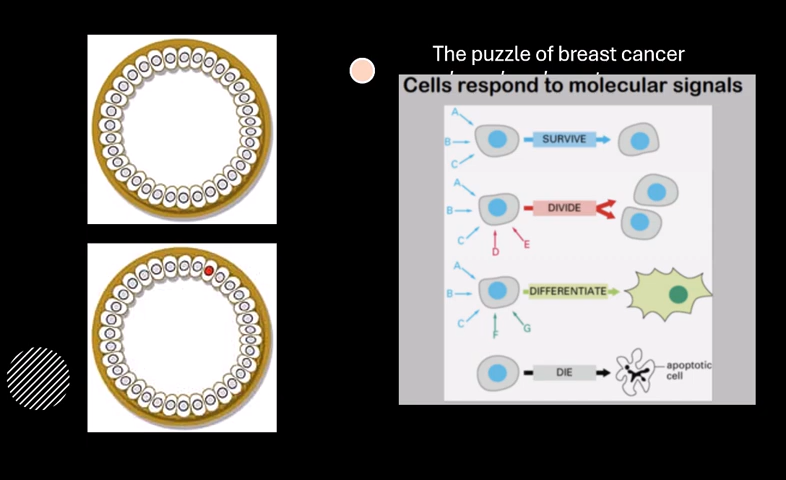 The puzzle of breast cancer
Cells respond to molecular signals
A
B
C
SURVIVE
A
B
C
D
E
DIVIDE
A
B
C
F
G
DIFFERENTIATE
DIE
apoptotic
cell